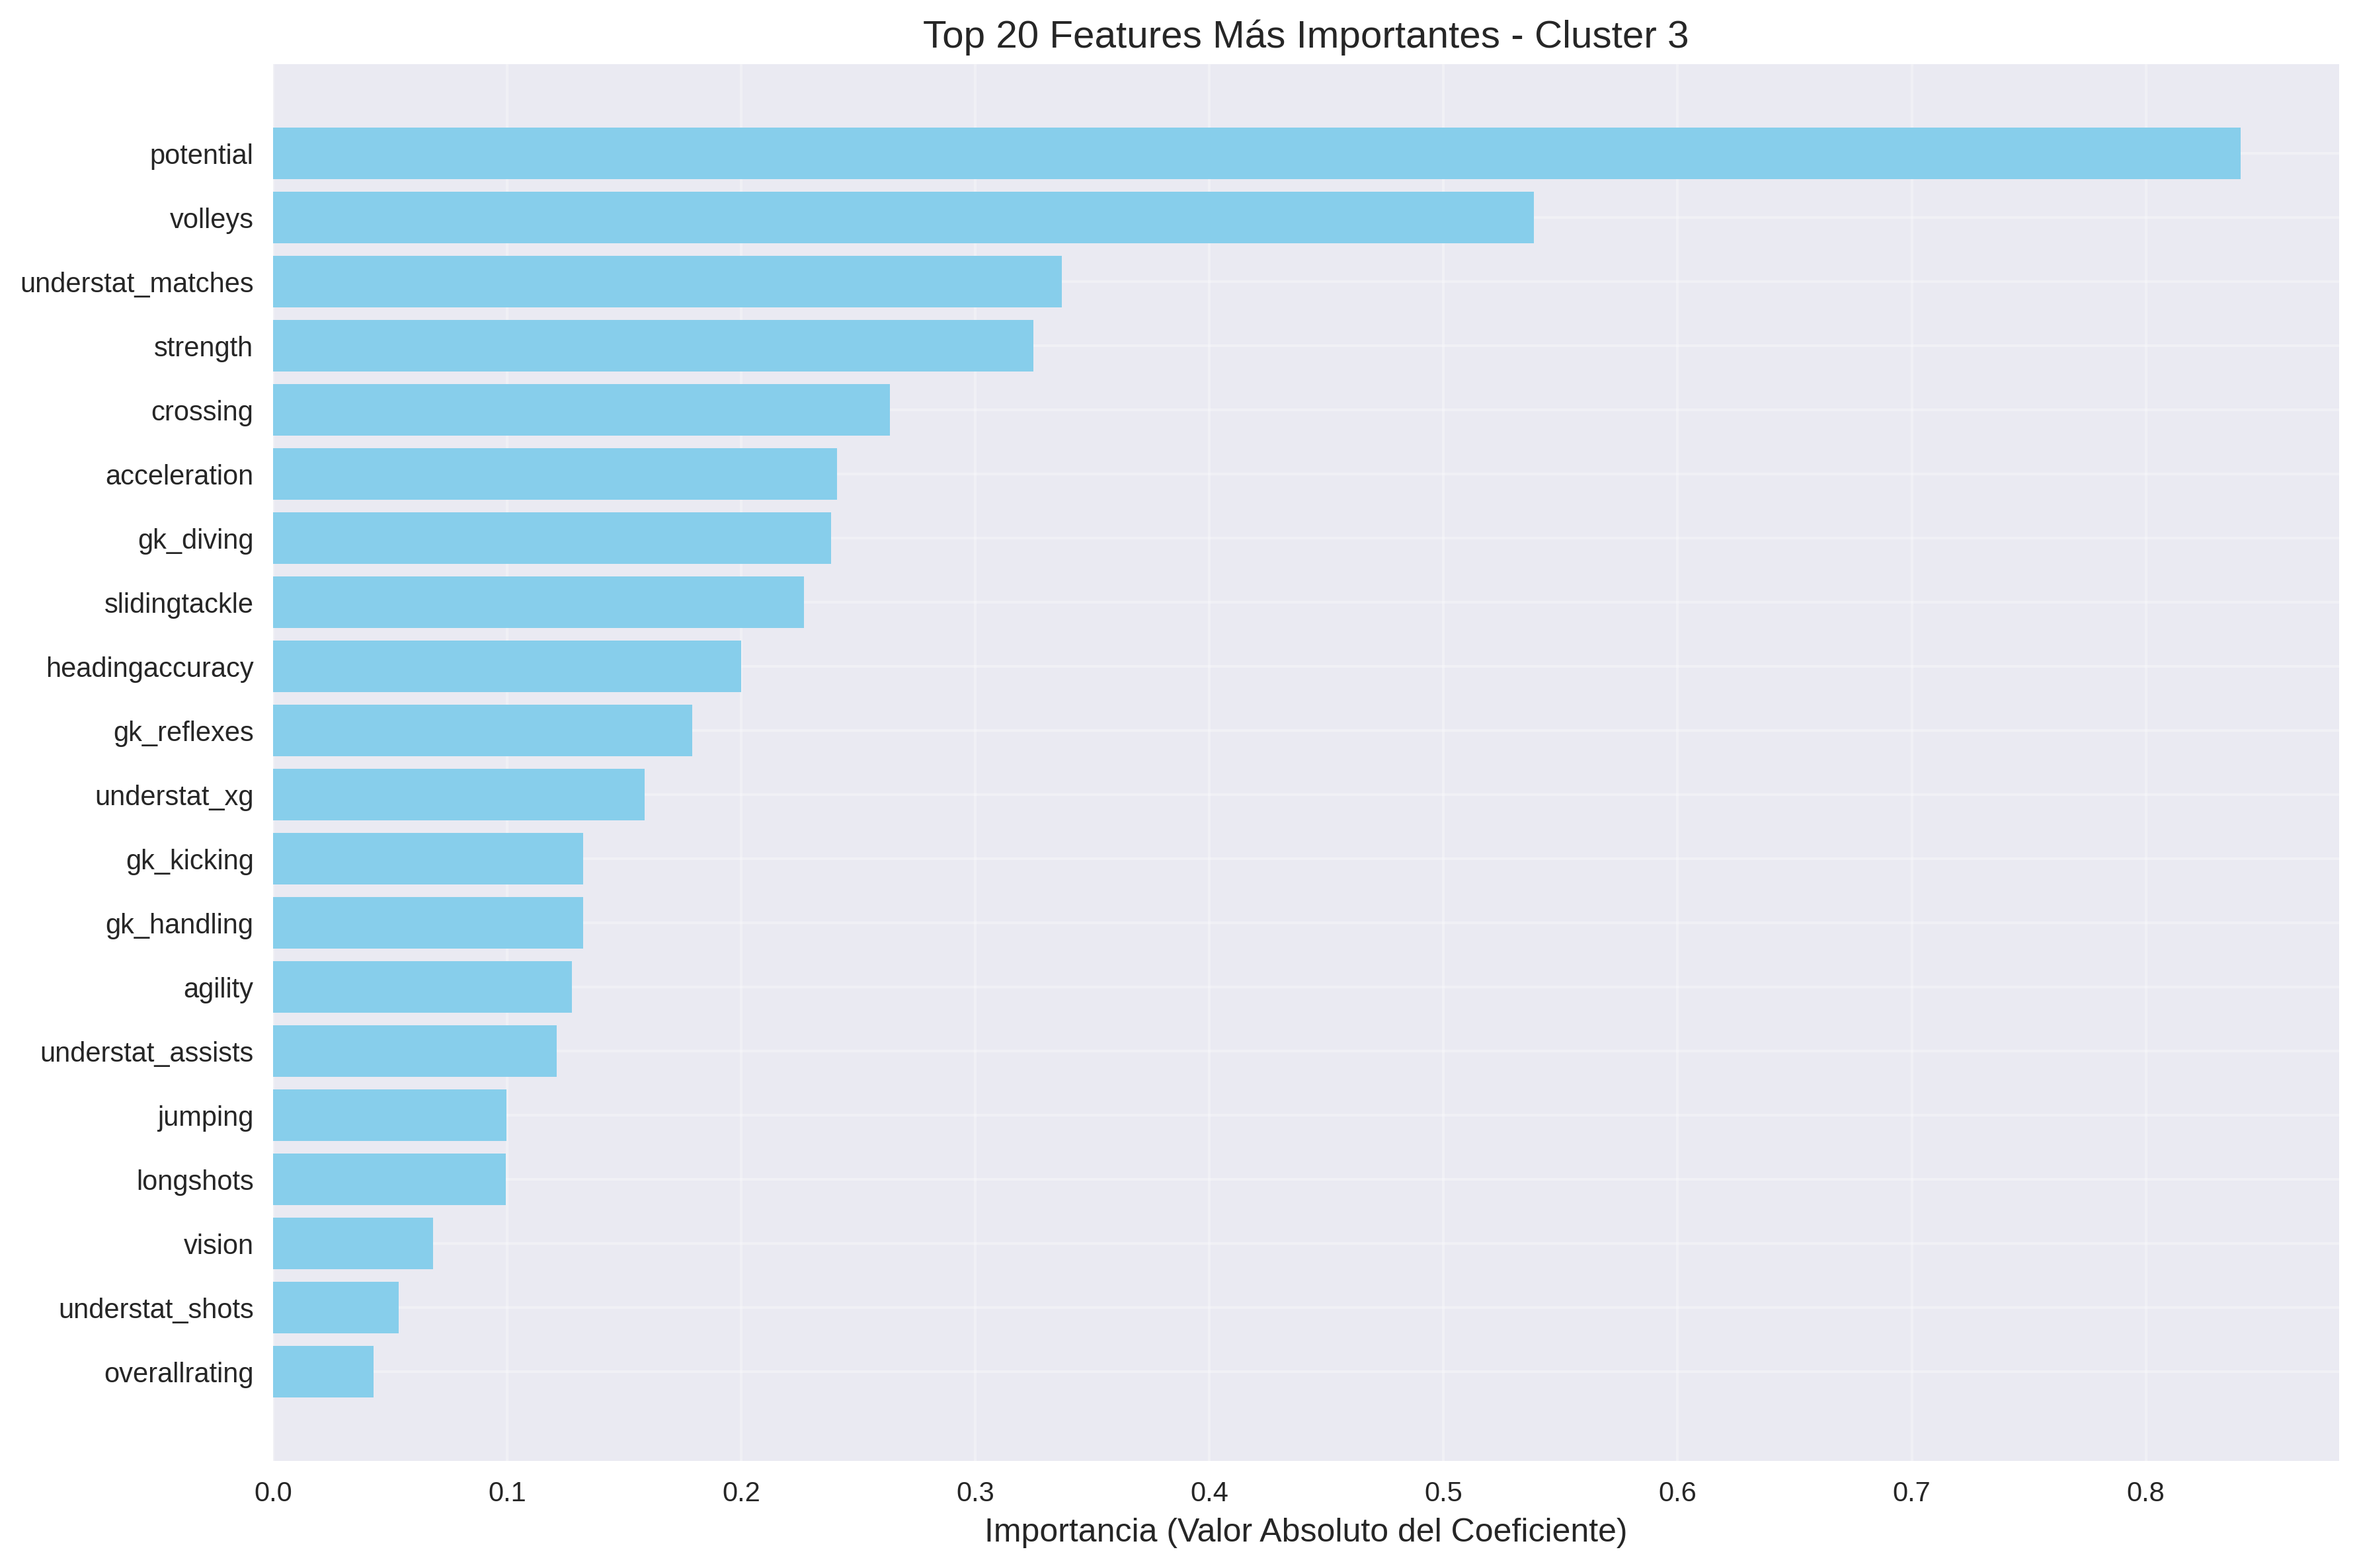 Top 20 Features Más Importantes - Cluster 3
potential
volleys
understat_matches
strength
crossing
acceleration
gk_diving
slidingtackle
headingaccuracy
gk_reflexes
understat_xg
gk_kicking
gk_handling
agility
understat_assists
jumping
longshots
vision
understat_shots
overallrating
0.0 0.1 0.2 0.3 0.4 0.5 0.6 0.7 0.8
Importancia (Valor Absoluto del Coeficiente)